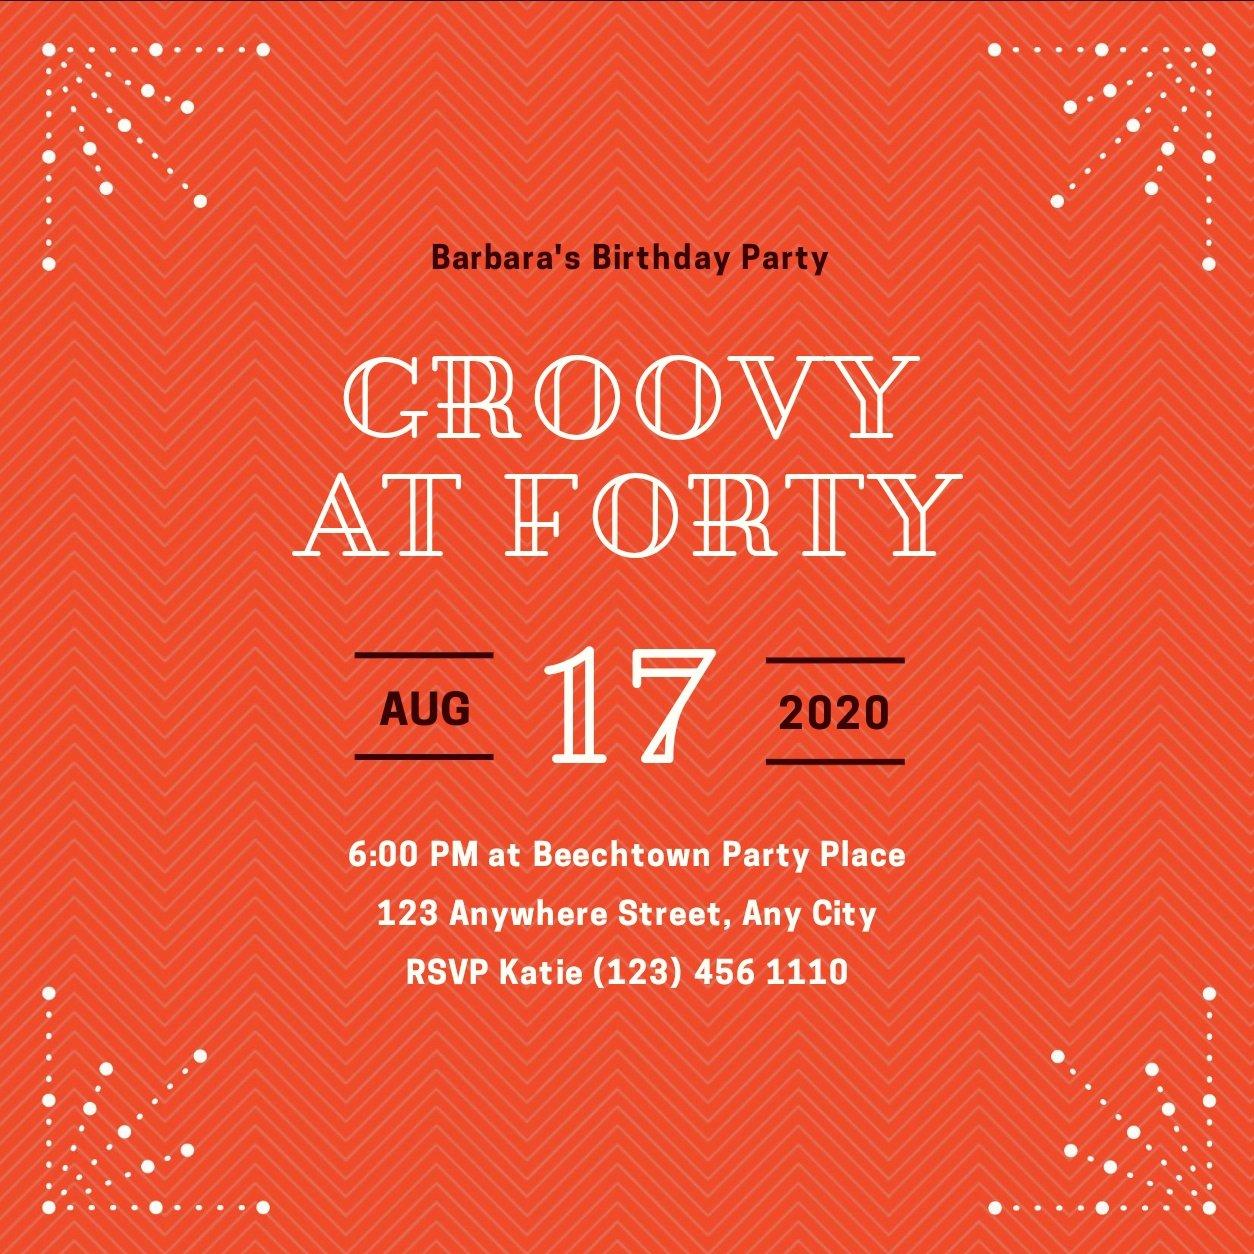 Barbara's Birthday Party
GROOVY
AT FORTY
AUG 17 2020
6:00 PM at Beechtown Party Place
123 Anywhere Street, Any City
RSVP Katie (123) 456 1110